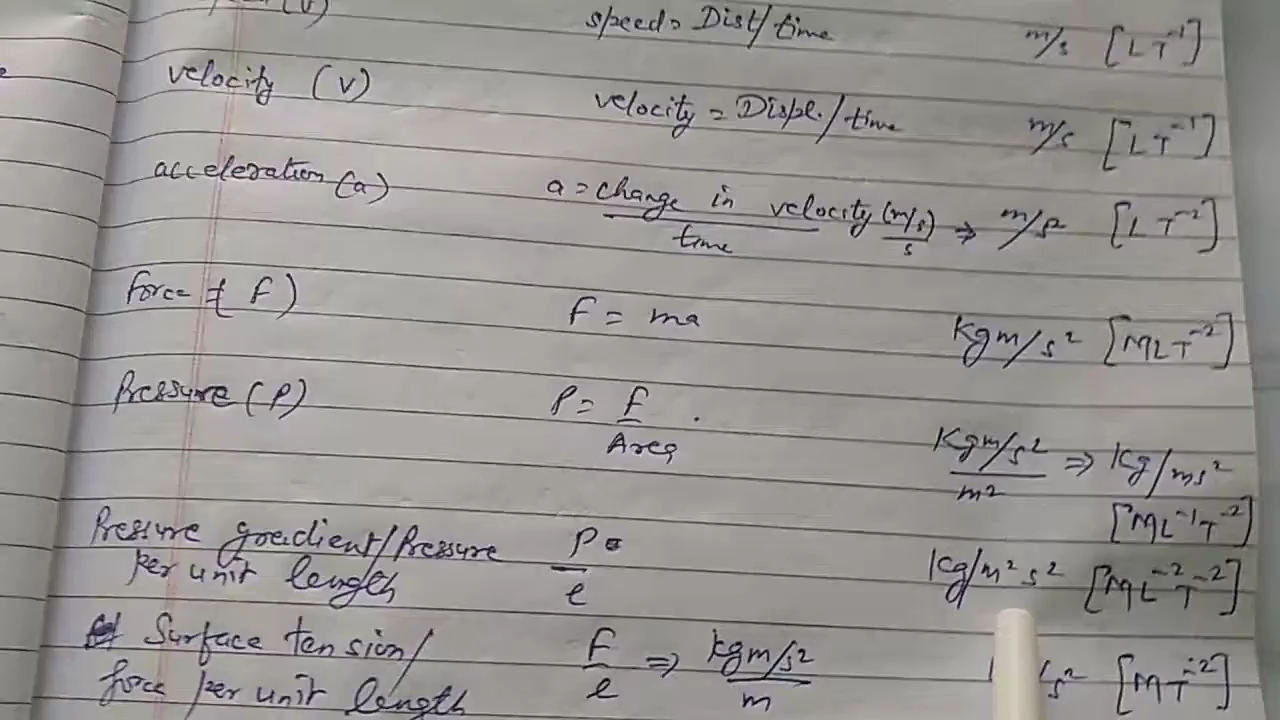 (v) speed = Dist/time m/s [LT⁻¹]
velocity (v) velocity = Displ./time m/s [LT⁻¹]
acceleration (a) a = change in velocity (m/s) / time s ⇒ m/s² [LT⁻²]
force (F) F = ma Kgm/s² [MLT⁻²]
Pressure (P) P = F / Area . Kgm/s² / m² ⇒ Kg/ms²
[ML⁻¹T⁻²]
Pressure gradient/Pressure per unit length P / l kg/m²s² [ML⁻²T⁻²]
Surface tension/ force per unit length F / l ⇒ kgm/s² / m /s² [MT⁻²]